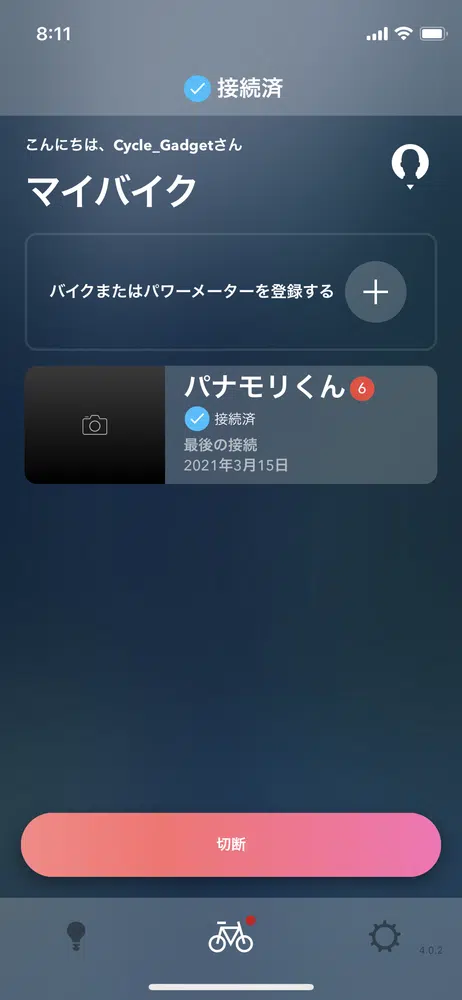 8:11
接続済
こんにちは、Cycle_Gadgetさん
マイバイク
バイクまたはパワーメーターを登録する
パナモリくん 6
接続済
最後の接続
2021年3月15日
切断
4.0.2